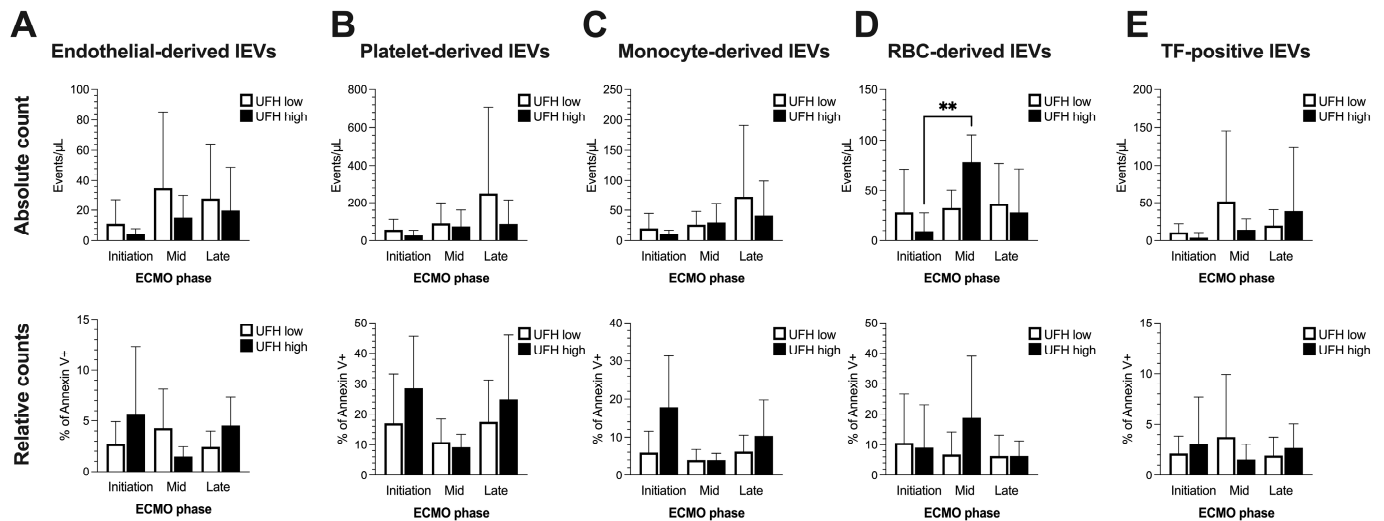 A
Endothelial-derived lEVs
Absolute count
Events/µL
100
80
60
40
20
0
UFH low
UFH high
Initiation Mid Late
ECMO phase
B
Platelet-derived lEVs
Events/µL
800
600
400
200
0
UFH low
UFH high
Initiation Mid Late
ECMO phase
C
Monocyte-derived lEVs
Events/µL
250
200
150
100
50
0
UFH low
UFH high
Initiation Mid Late
ECMO phase
D
RBC-derived lEVs
Events/µL
150
100
50
0
**
UFH low
UFH high
Initiation Mid Late
ECMO phase
E
TF-positive lEVs
Events/µL
200
150
100
50
0
UFH low
UFH high
Initiation Mid Late
ECMO phase
Relative counts
% of Annexin V−
15
10
5
0
UFH low
UFH high
Initiation Mid Late
ECMO phase
% of Annexin V+
50
40
30
20
10
0
UFH low
UFH high
Initiation Mid Late
ECMO phase
% of Annexin V+
40
30
20
10
0
UFH low
UFH high
Initiation Mid Late
ECMO phase
% of Annexin V+
50
40
30
20
10
0
UFH low
UFH high
Initiation Mid Late
ECMO phase
% of Annexin V+
15
10
5
0
UFH low
UFH high
Initiation Mid Late
ECMO phase